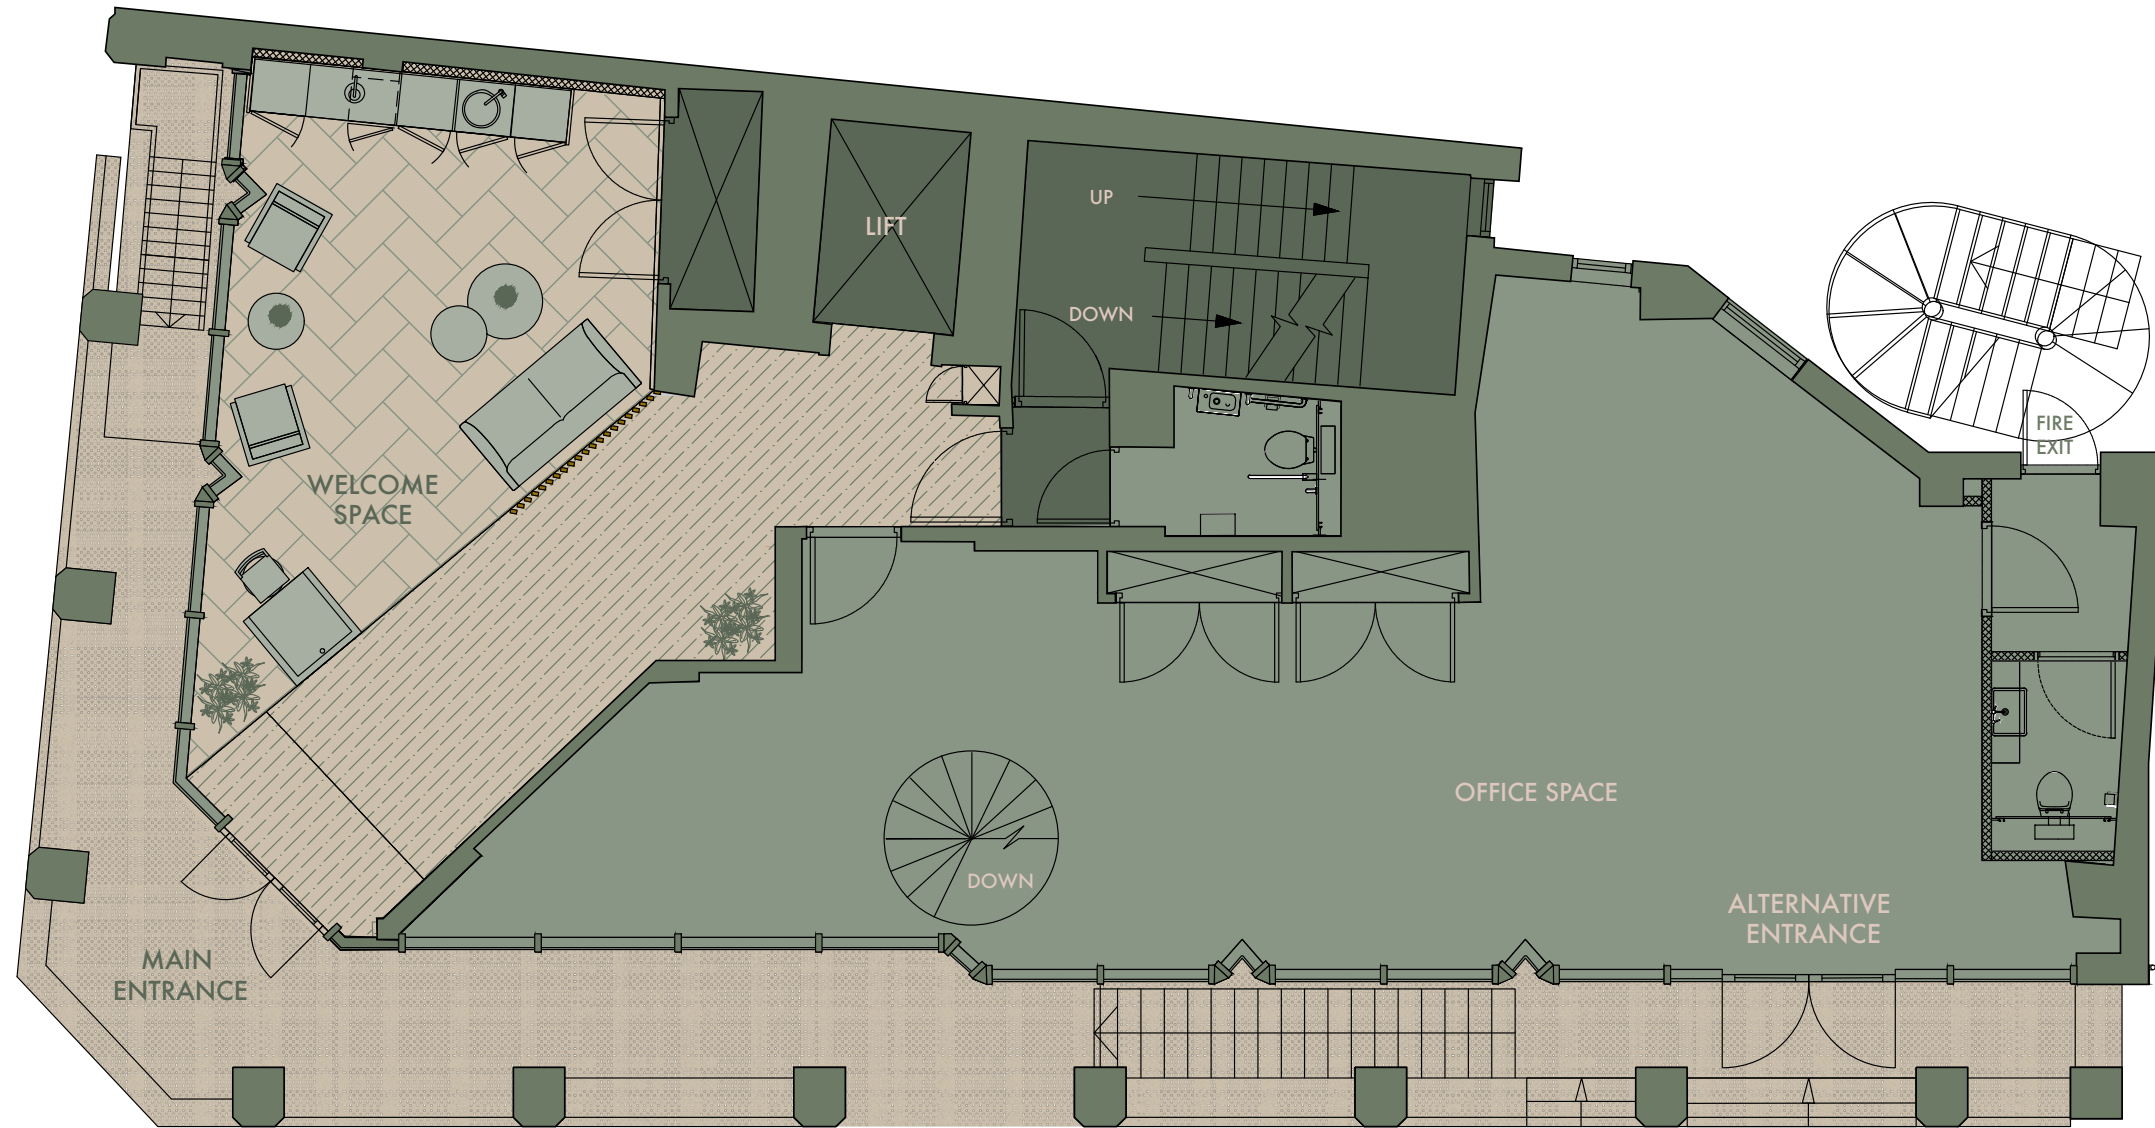 UP
LIFT
DOWN
FIRE
EXIT
WELCOME
SPACE
OFFICE SPACE
DOWN
ALTERNATIVE
ENTRANCE
MAIN
ENTRANCE